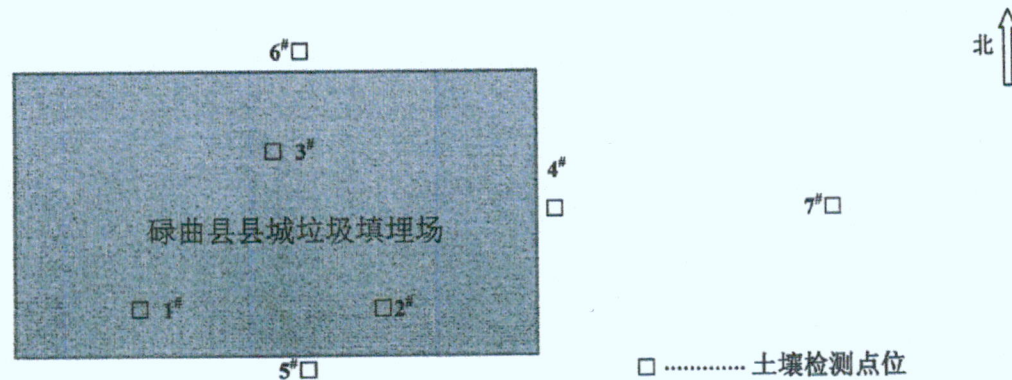 6#
北
3#
4#
7#
碌曲县县城垃圾填埋场
1#
2#
5#
............. 土壤检测点位